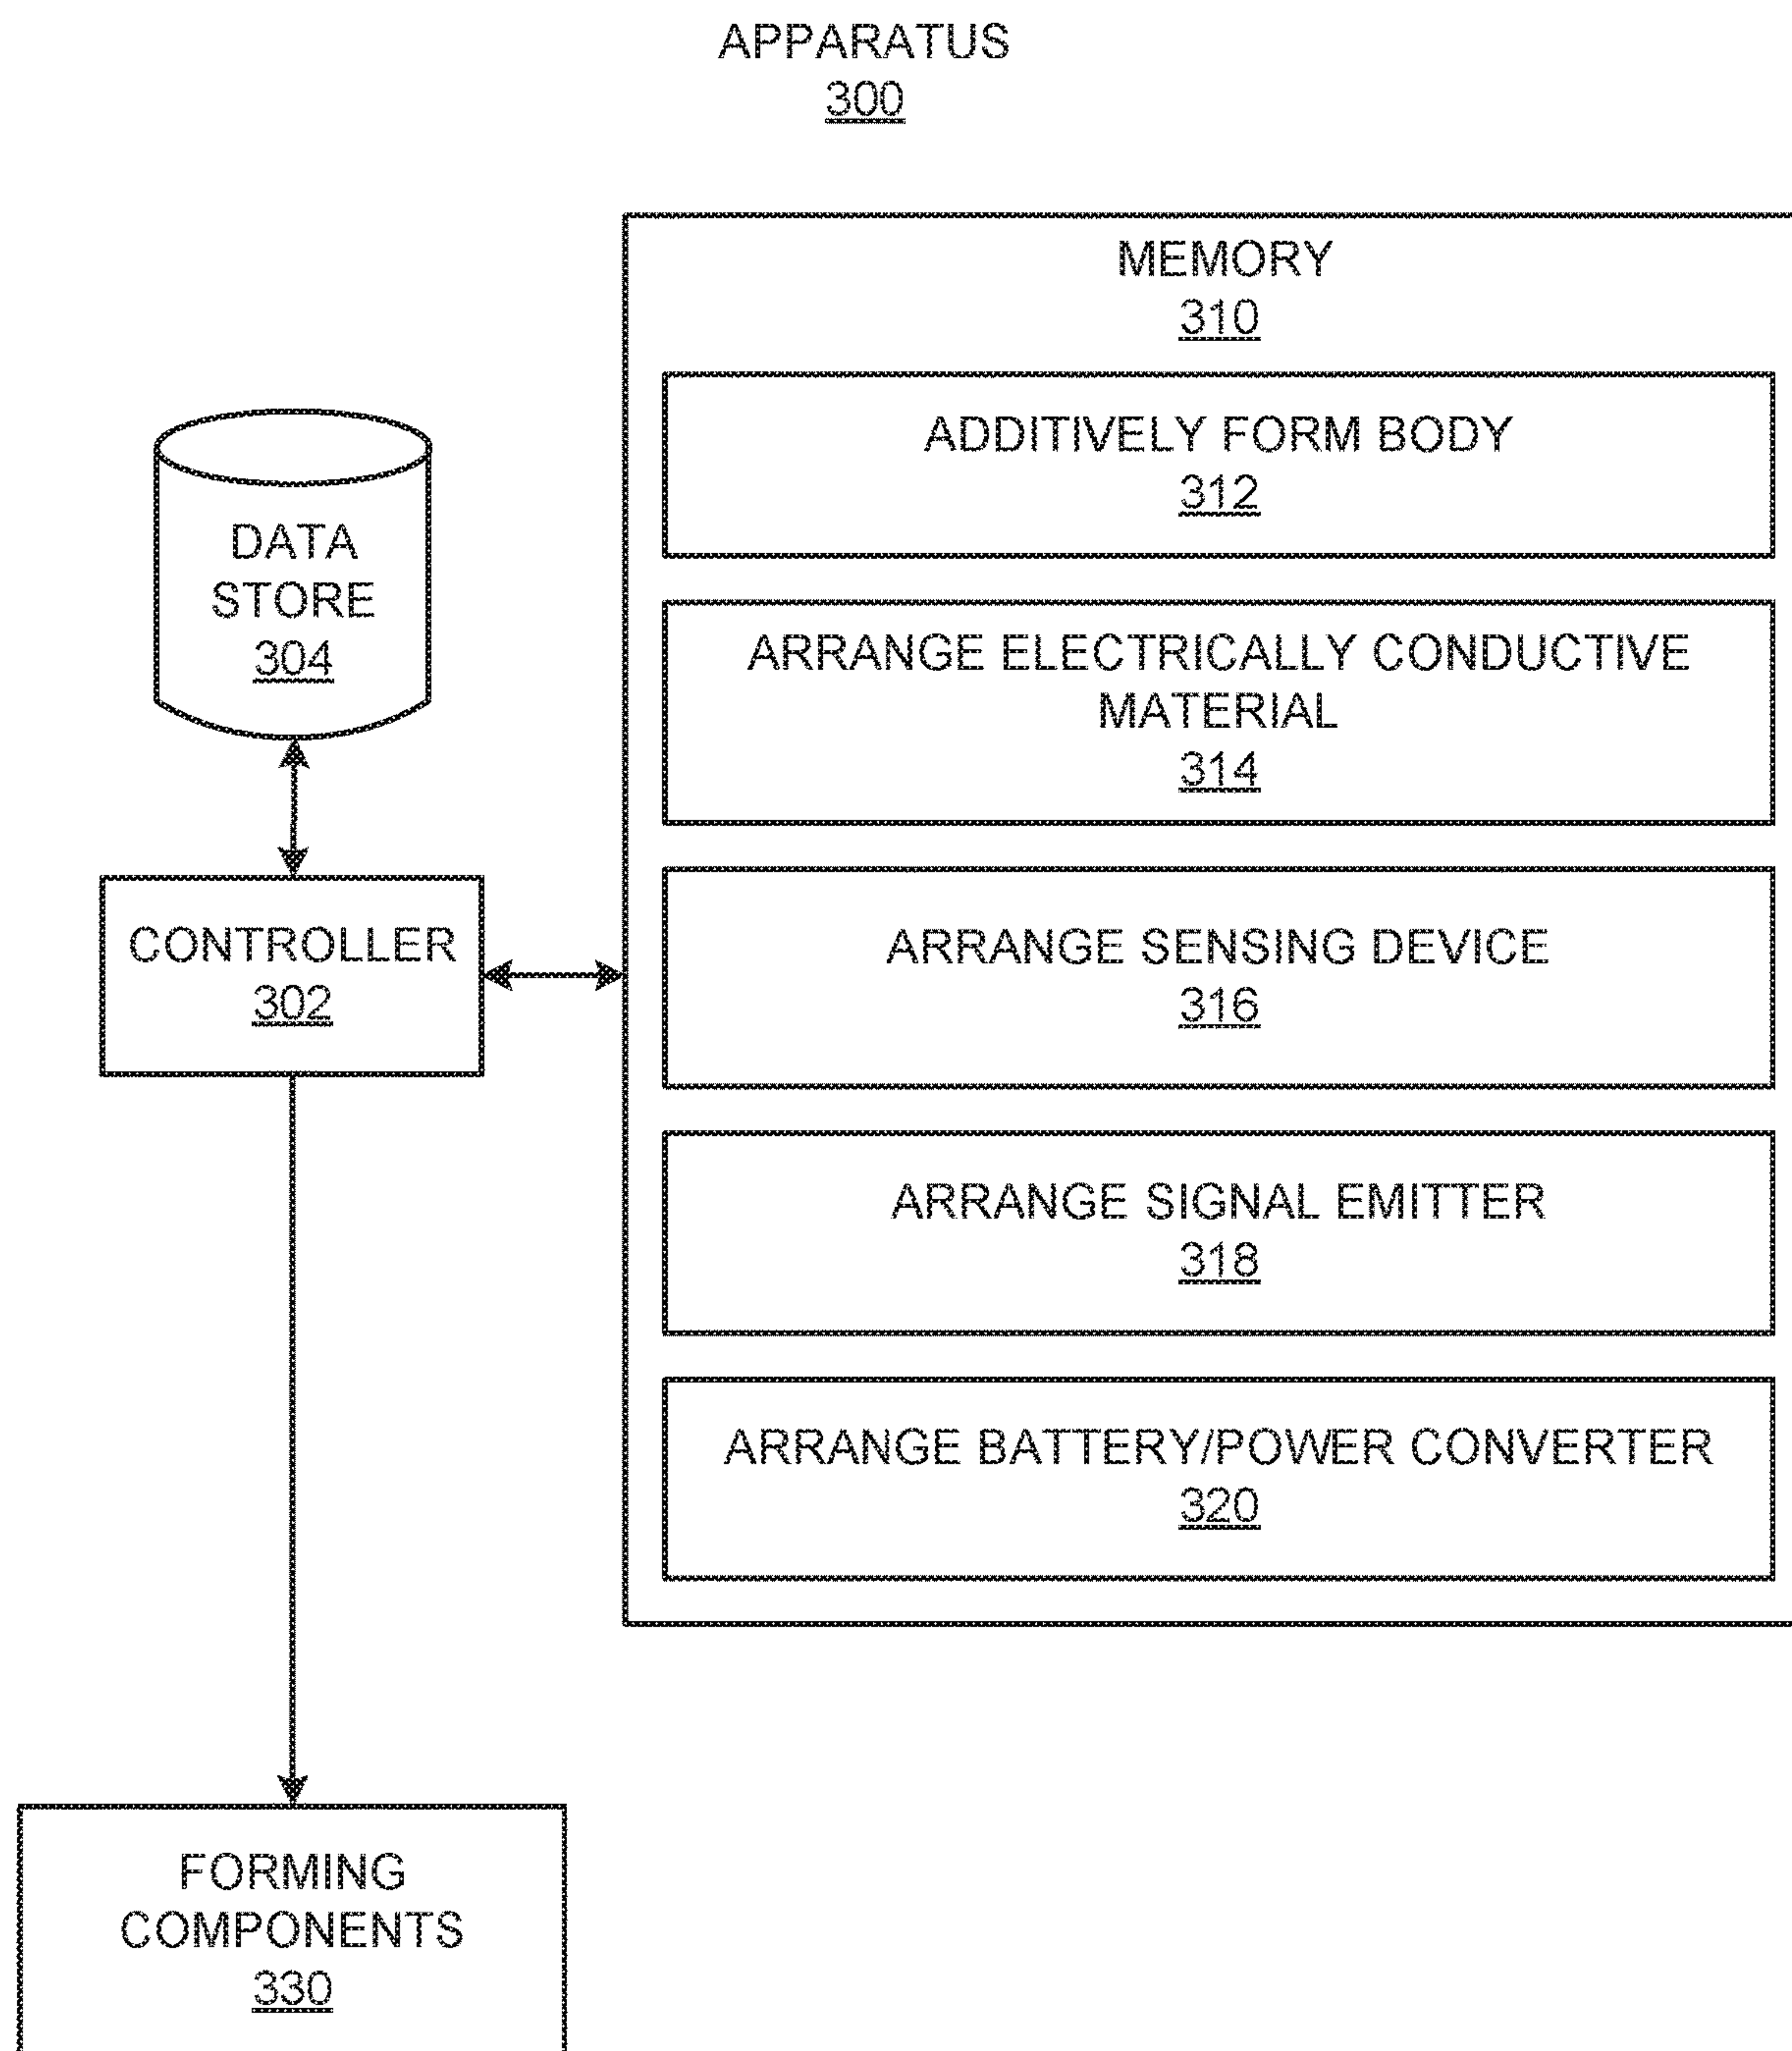 APPARATUS
300
MEMORY
310
ADDITIVELY FORM BODY
312
DATA
STORE
304
ARRANGE ELECTRICALLY CONDUCTIVE
MATERIAL
314
CONTROLLER
302
ARRANGE SENSING DEVICE
316
ARRANGE SIGNAL EMITTER
318
ARRANGE BATTERY/POWER CONVERTER
320
FORMING
COMPONENTS
330